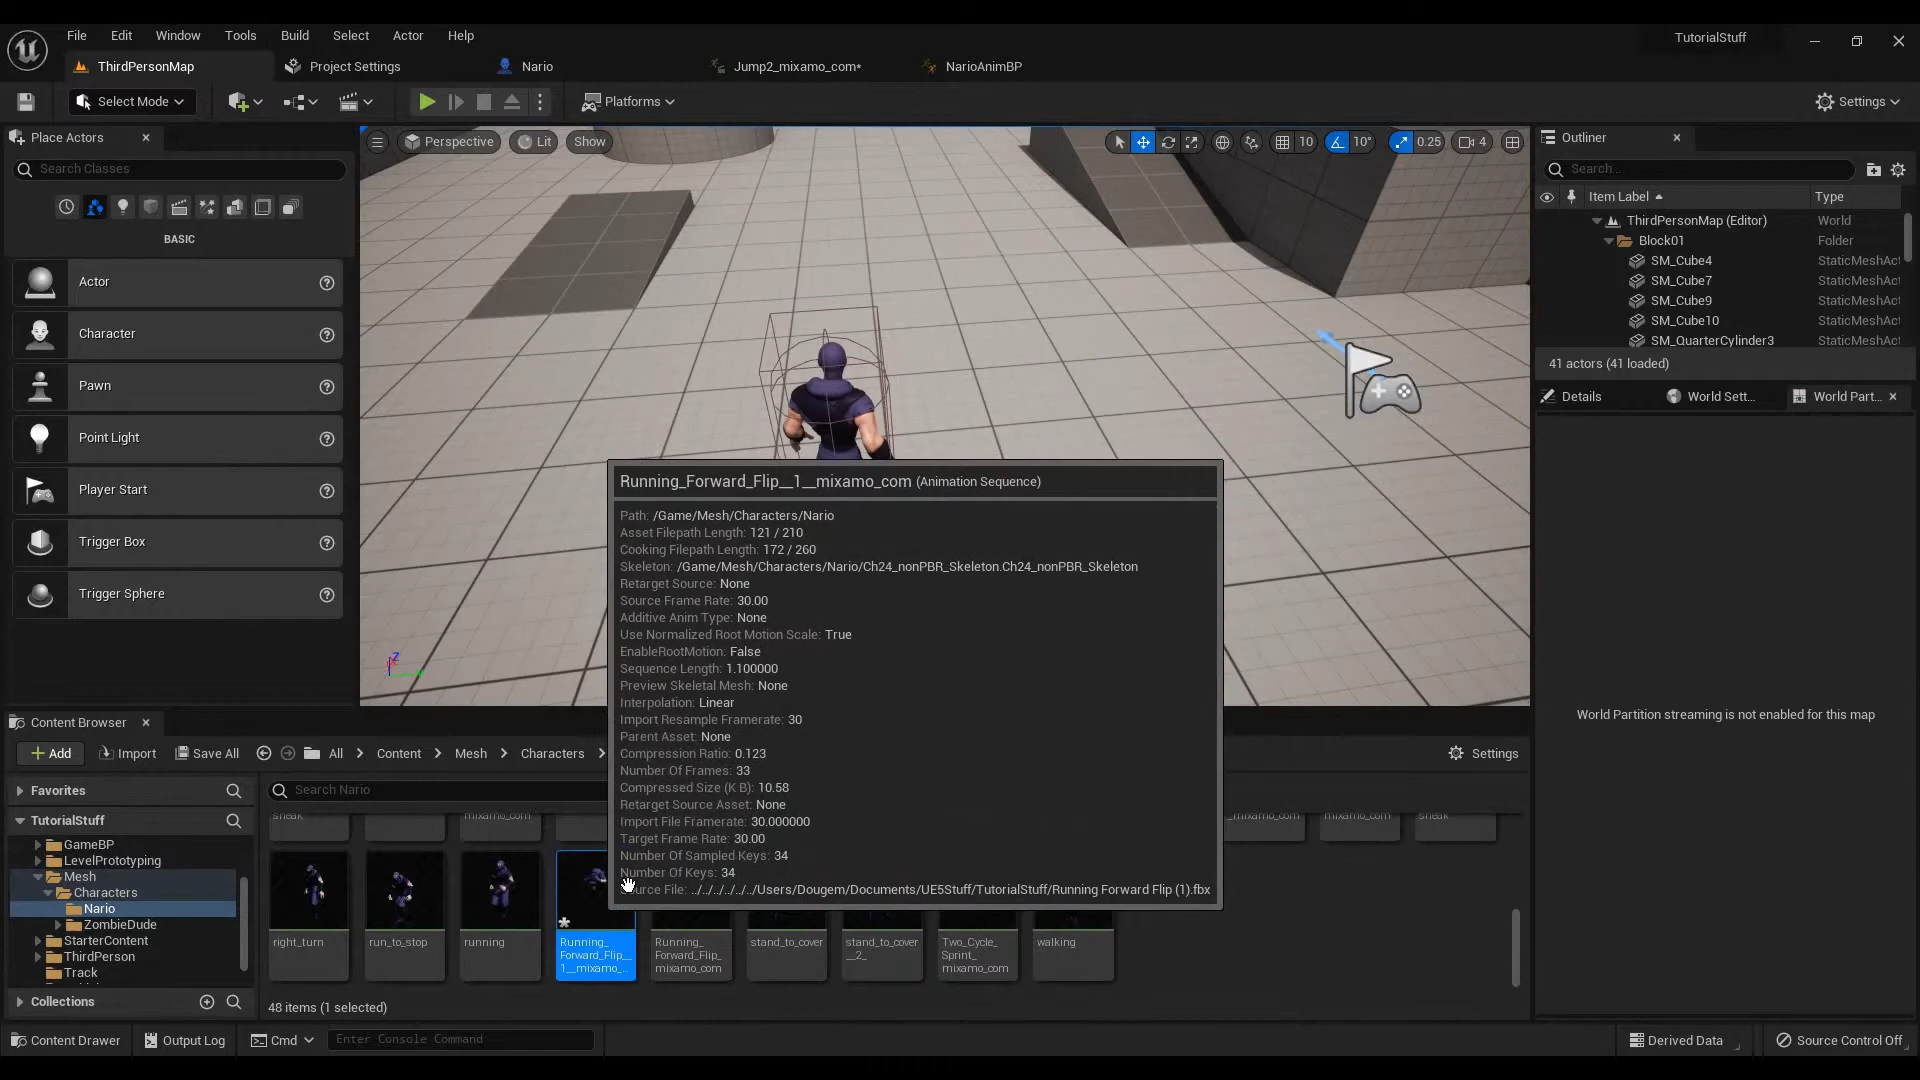 File Edit Window Tools Build Select Actor Help
TutorialStuff
ThirdPersonMap
Project Settings
Nario
Jump2_mixamo_com*
NarioAnimBP
Select Mode
Platforms
Settings
Place Actors
Search Classes
BASIC
Actor
Character
Pawn
Point Light
Player Start
Trigger Box
Trigger Sphere
Perspective
Lit
Show
10
10°
0.25
4
Z
Outliner
Search...
Item Label
Type
ThirdPersonMap (Editor) World
Block01 Folder
SM_Cube4 StaticMeshAct
SM_Cube7 StaticMeshAct
SM_Cube9 StaticMeshAct
SM_Cube10 StaticMeshAct
SM_QuarterCylinder3 StaticMeshAct
41 actors (41 loaded)
Details
World Sett...
World Part...
World Partition streaming is not enabled for this map
Running_Forward_Flip__1__mixamo_com (Animation Sequence)
Path: /Game/Mesh/Characters/Nario
Asset Filepath Length: 121 / 210
Cooking Filepath Length: 172 / 260
Skeleton: /Game/Mesh/Characters/Nario/Ch24_nonPBR_Skeleton.Ch24_nonPBR_Skeleton
Retarget Source: None
Source Frame Rate: 30.00
Additive Anim Type: None
Use Normalized Root Motion Scale: True
EnableRootMotion: False
Sequence Length: 1.100000
Preview Skeletal Mesh: None
Interpolation: Linear
Import Resample Framerate: 30
Parent Asset: None
Compression Ratio: 0.123
Number Of Frames: 33
Compressed Size (K B): 10.58
Retarget Source Asset: None
Import File Framerate: 30.000000
Target Frame Rate: 30.00
Number Of Sampled Keys: 34
Number Of Keys: 34
Source File: ../../../../../../Users/Dougem/Documents/UE5Stuff/TutorialStuff/Running Forward Flip (1).fbx
Content Browser
Add
Import
Save All
All
Content
Mesh
Characters
Settings
Favorites
Search Nario
TutorialStuff
GameBP
LevelPrototyping
Mesh
Characters
Nario
ZombieDude
StarterContent
ThirdPerson
Track
Collections
sneak
mixamo_com
_mixamo_com
mixamo_com
sneak
right_turn
run_to_stop
running
Running_
Forward_Flip__
1__mixamo_...
Running_
Forward_Flip_
mixamo_com
stand_to_cover
stand_to_cover
__2_
Two_Cycle_
Sprint_
mixamo_com
walking
48 items (1 selected)
Content Drawer
Output Log
Cmd
Enter Console Command
Derived Data
Source Control Off